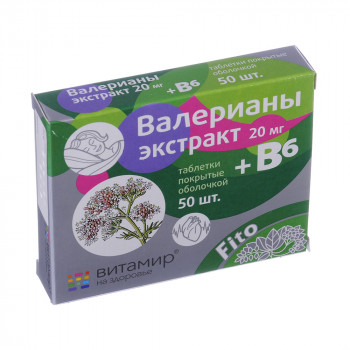 Валерианы
экстракт 20 мг
+B6
таблетки покрытые
оболочкой
50 шт.
Валерианы
экстракт 20 мг
+B6
таблетки
покрытые
оболочкой
50 шт.
Fito
витамир®
на здоровье